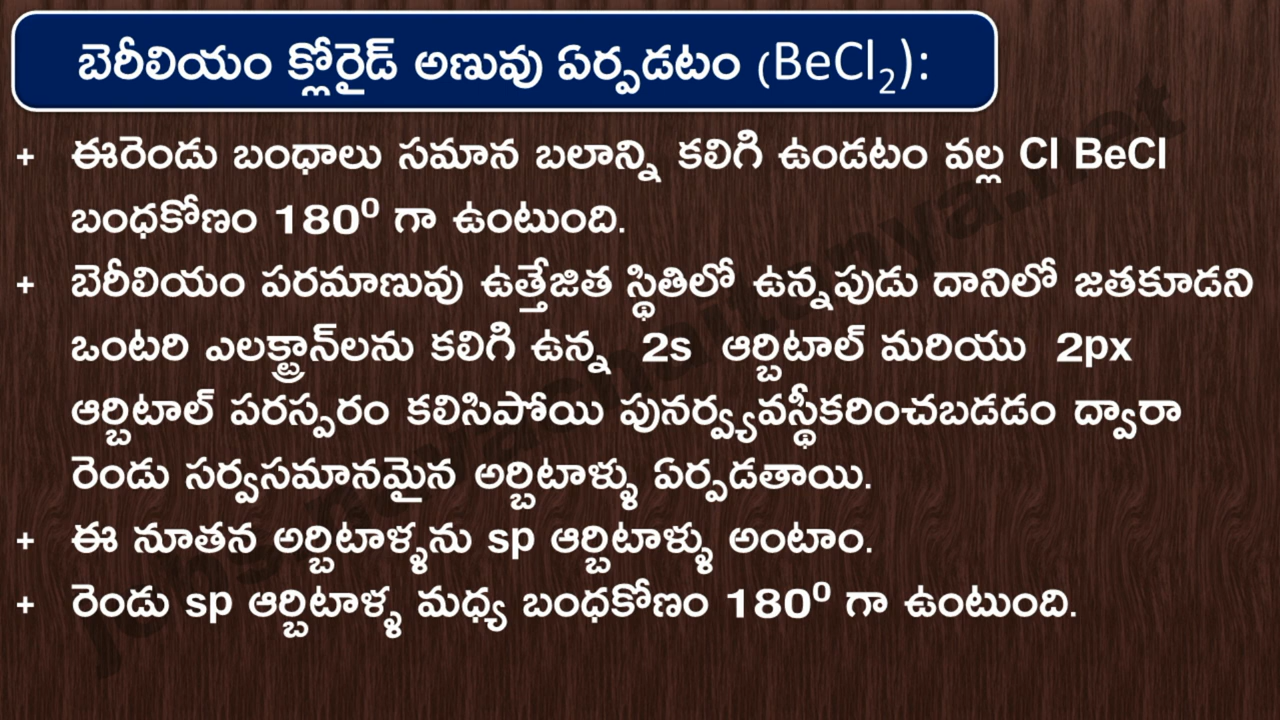 బెరీలియం క్లోరైడ్ అణువు ఏర్పడటం (BeCl₂):
+ ఈరెండు బంధాలు సమాన బలాన్ని కలిగి ఉండటం వల్ల Cl BeCl
బంధకోణం 180⁰ గా ఉంటుంది.
+ బెరీలియం పరమాణువు ఉత్తేజిత స్థితిలో ఉన్నపుడు దానిలో జతకూడని
ఒంటరి ఎలక్ట్రాన్‌లను కలిగి ఉన్న 2s ఆర్బిటాల్ మరియు 2px
ఆర్బిటాల్ పరస్పరం కలిసిపోయి పునర్వ్యవస్థీకరించబడడం ద్వారా
రెండు సర్వసమానమైన అర్బిటాళ్ళు ఏర్పడతాయి.
+ ఈ నూతన అర్బిటాళ్ళను sp ఆర్బిటాళ్ళు అంటాం.
+ రెండు sp ఆర్బిటాళ్ళ మధ్య బంధకోణం 180⁰ గా ఉంటుంది.